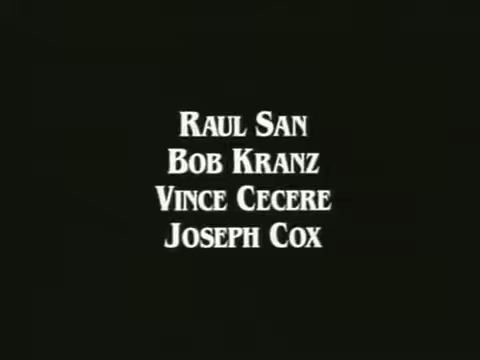 RAUL SAN
BOB KRANZ
VINCE CECERE
JOSEPH COX